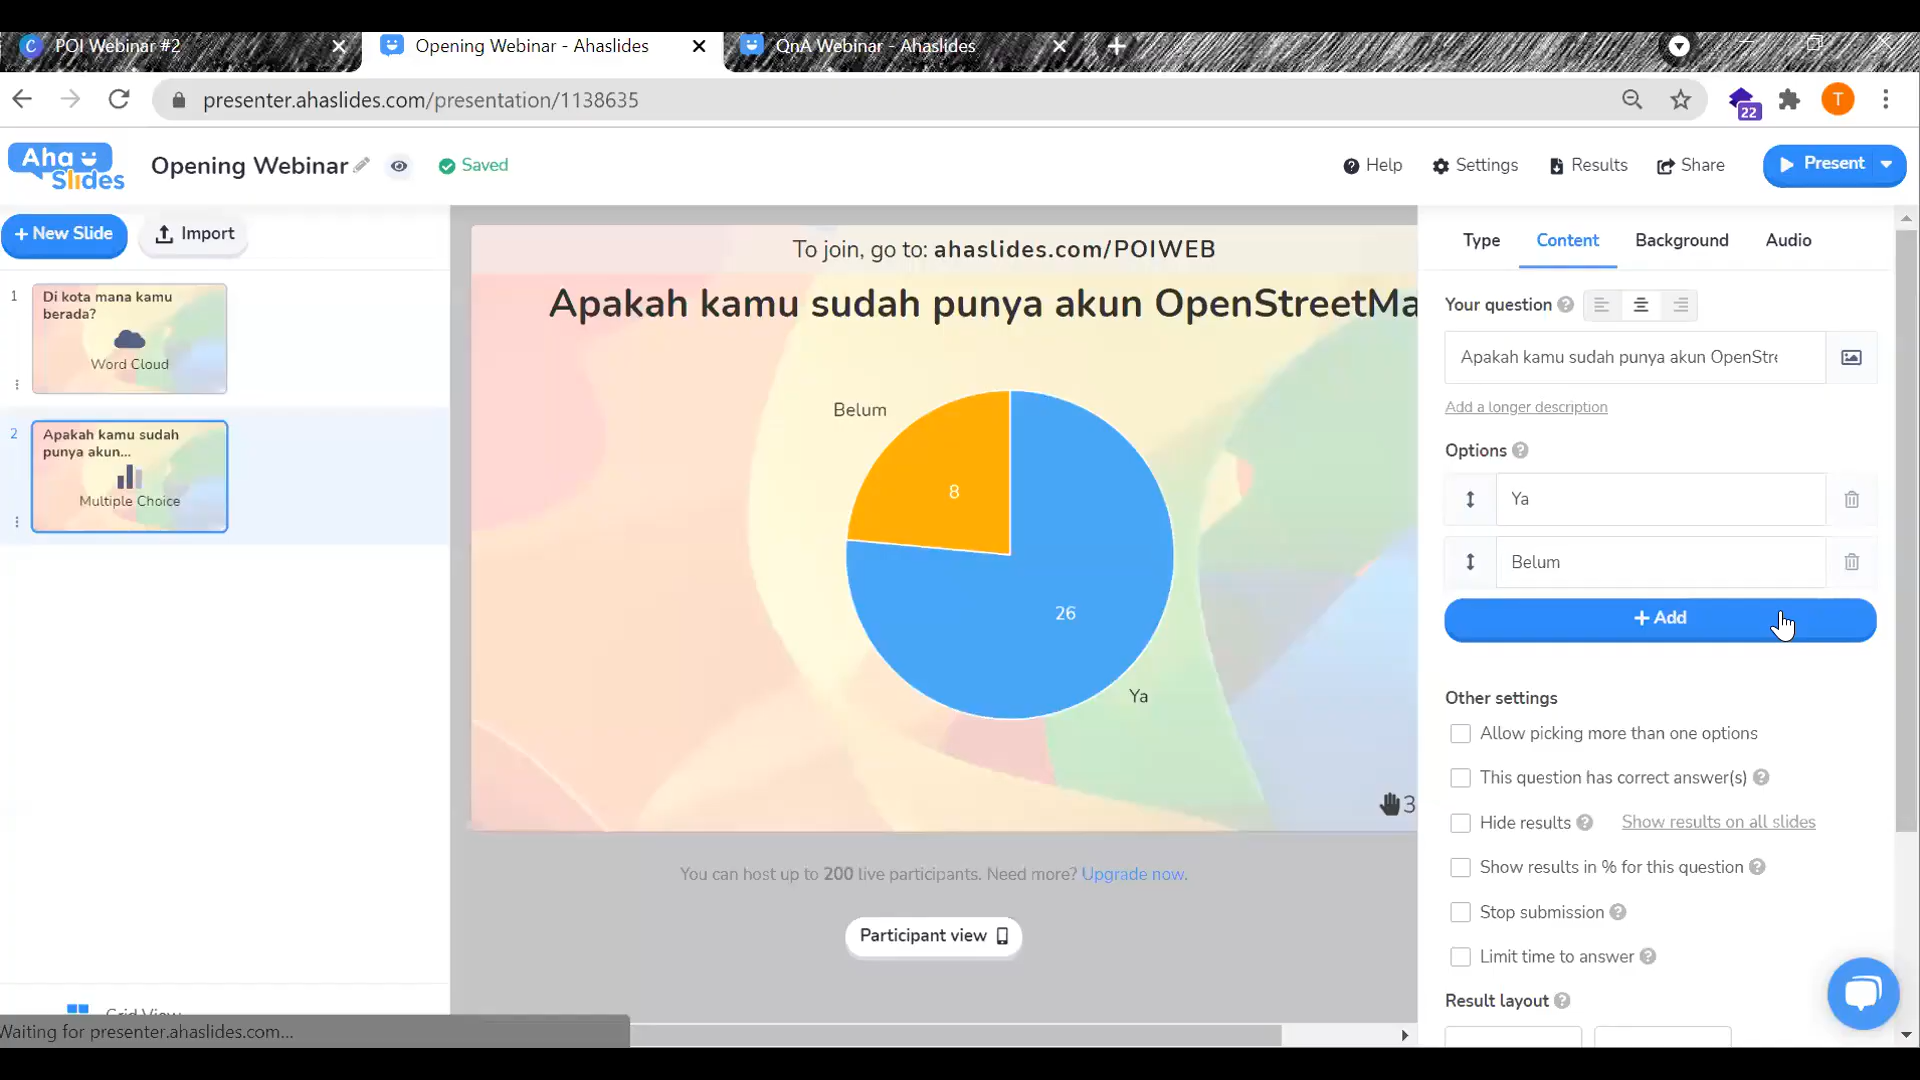 POI Webinar #2
Opening Webinar - Ahaslides
QnA Webinar - Ahaslides
presenter.ahaslides.com/presentation/1138635
22
T
Aha
Slides
Opening Webinar
Saved
Help
Settings
Results
Share
Present
+ New Slide
Import
1
Di kota mana kamu
berada?
Word Cloud
2
Apakah kamu sudah
punya akun...
Multiple Choice
Grid View
Waiting for presenter.ahaslides.com...
To join, go to: ahaslides.com/POIWEB
Apakah kamu sudah punya akun OpenStreetMa
Belum
8
26
Ya
3
You can host up to 200 live participants. Need more? Upgrade now.
Participant view
Type
Content
Background
Audio
Your question
Apakah kamu sudah punya akun OpenStre
Add a longer description
Options
Ya
Belum
+ Add
Other settings
Allow picking more than one options
This question has correct answer(s)
Hide results
Show results on all slides
Show results in % for this question
Stop submission
Limit time to answer
Result layout